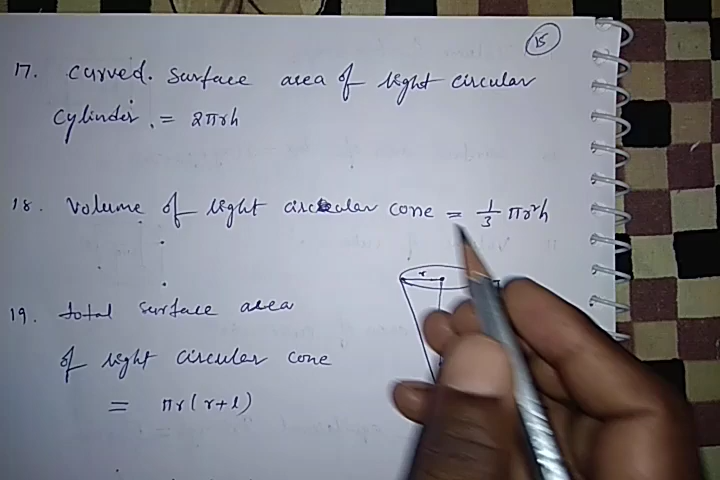 15
17. Curved. Surface area of right circular
cylinder. = 2πrh
18. Volume of right circular cone = 1/3 πr²h
r
19. total surface area
of right circular cone
= πr(r+l)